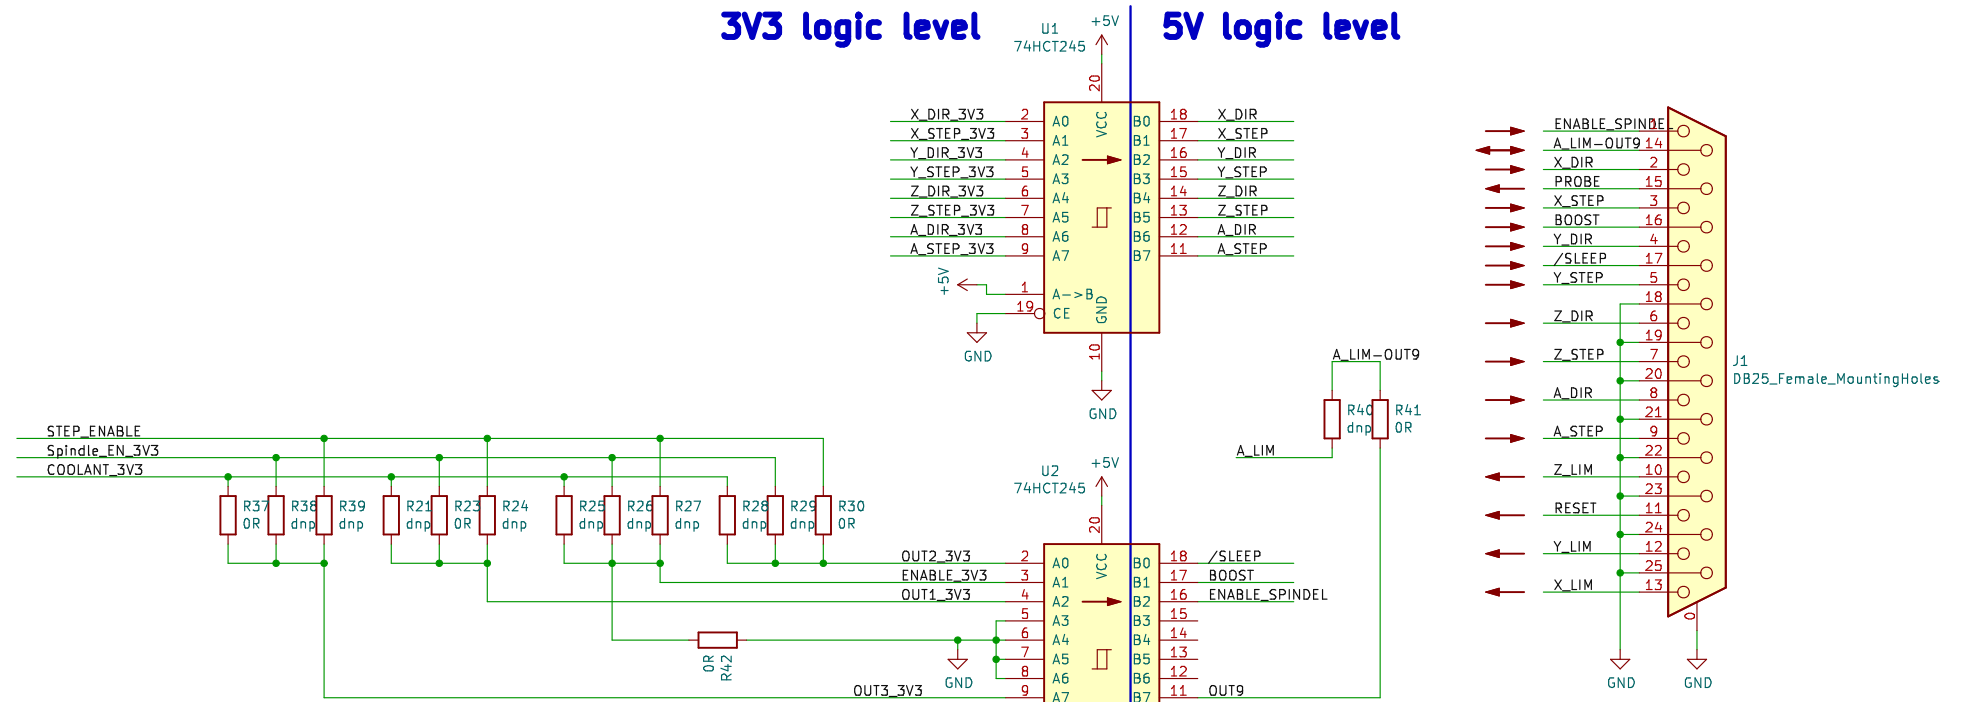 3V3 logic level
5V logic level
U1
74HCT245
+5V
20
VCC
X_DIR_3V3 2 A0 B0 18 X_DIR
X_STEP_3V3 3 A1 B1 17 X_STEP
Y_DIR_3V3 4 A2 B2 16 Y_DIR
Y_STEP_3V3 5 A3 B3 15 Y_STEP
Z_DIR_3V3 6 A4 B4 14 Z_DIR
Z_STEP_3V3 7 A5 B5 13 Z_STEP
A_DIR_3V3 8 A6 B6 12 A_DIR
A_STEP_3V3 9 A7 B7 11 A_STEP
+5V
1 A->B
19 CE
GND
GND
10
GND
A_LIM-OUT9
R40
dnp
R41
0R
A_LIM
STEP_ENABLE
Spindle_EN_3V3
COOLANT_3V3
R37
0R
R38
dnp
R39
dnp
R21
dnp
R23
0R
R24
dnp
R25
dnp
R26
dnp
R27
dnp
R28
dnp
R29
dnp
R30
0R
U2
74HCT245
+5V
20
VCC
OUT2_3V3 2 A0 B0 18 /SLEEP
ENABLE_3V3 3 A1 B1 17 BOOST
OUT1_3V3 4 A2 B2 16 ENABLE_SPINDEL
5 A3 B3 15
6 A4 B4 14
7 A5 B5 13
8 A6 B6 12
OUT3_3V3 9 A7 B7 11 OUT9
0R
R42
GND
ENABLE_SPINDEL 1
A_LIM-OUT9 14
X_DIR 2
PROBE 15
X_STEP 3
BOOST 16
Y_DIR 4
/SLEEP 17
Y_STEP 5
18
Z_DIR 6
19
Z_STEP 7
20
A_DIR 8
21
A_STEP 9
22
Z_LIM 10
23
RESET 11
24
Y_LIM 12
25
X_LIM 13
0
GND
GND
J1
DB25_Female_MountingHoles